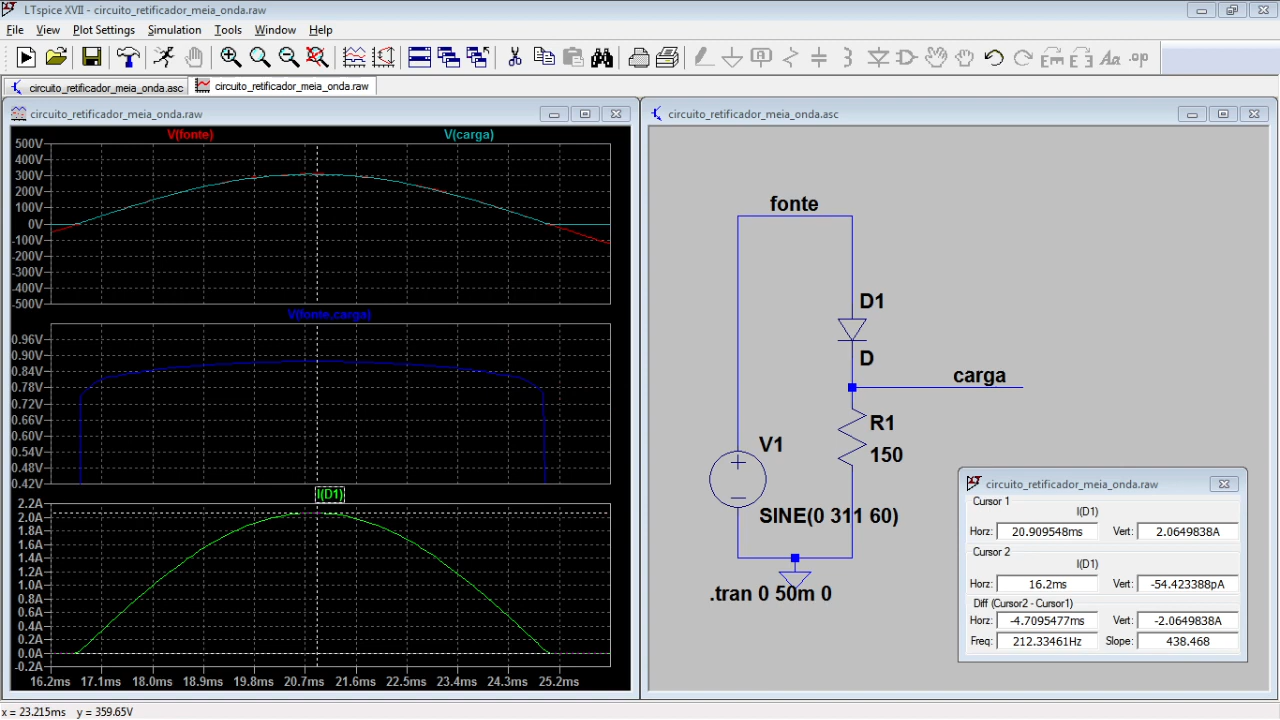 LTspice XVII - circuito_retificador_meia_onda.raw
File View Plot Settings Simulation Tools Window Help
.op
circuito_retificador_meia_onda.asc circuito_retificador_meia_onda.raw
circuito_retificador_meia_onda.raw
V(fonte) V(carga)
500V
400V
300V
200V
100V
0V
-100V
-200V
-300V
-400V
-500V
V(fonte,carga)
0.96V
0.90V
0.84V
0.78V
0.72V
0.66V
0.60V
0.54V
0.48V
0.42V
I(D1)
2.2A
2.0A
1.8A
1.6A
1.4A
1.2A
1.0A
0.8A
0.6A
0.4A
0.2A
0.0A
-0.2A
16.2ms 17.1ms 18.0ms 18.9ms 19.8ms 20.7ms 21.6ms 22.5ms 23.4ms 24.3ms 25.2ms
circuito_retificador_meia_onda.asc
fonte
D1
D
carga
R1
150
V1
SINE(0 311 60)
.tran 0 50m 0
circuito_retificador_meia_onda.raw
Cursor 1
I(D1)
Horz: 20.909548ms Vert: 2.0649838A
Cursor 2
I(D1)
Horz: 16.2ms Vert: -54.423388pA
Diff (Cursor2 - Cursor1)
Horz: -4.7095477ms Vert: -2.0649838A
Freq: 212.33461Hz Slope: 438.468
x = 23.215ms y = 359.65V